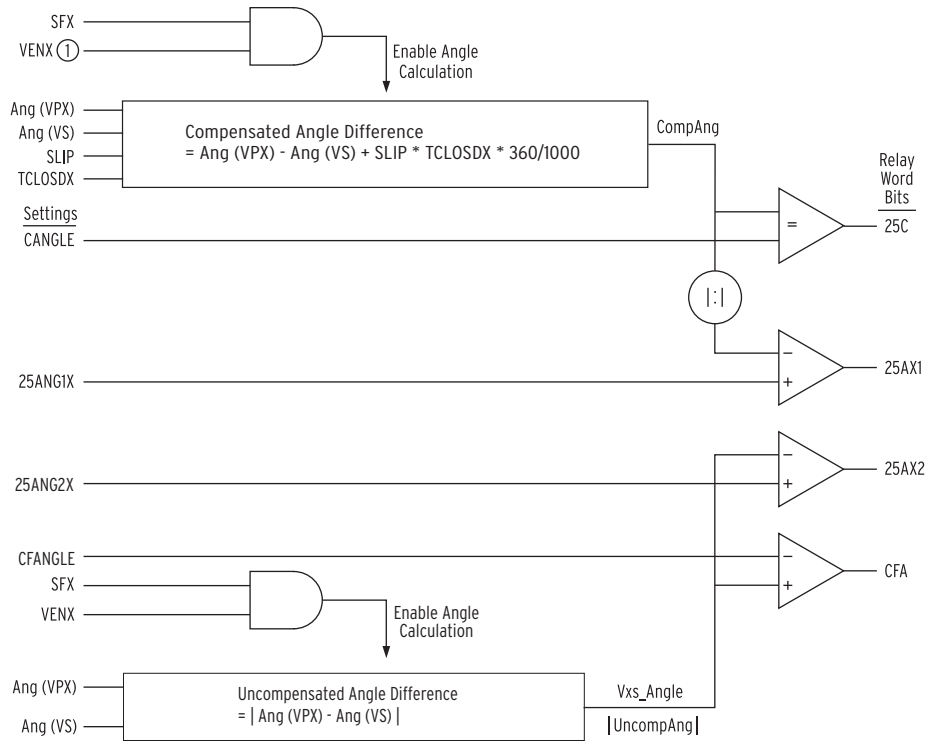 SFX
VENX 1
Enable Angle
Calculation
Ang (VPX)
Ang (VS)
SLIP
TCLOSDX
Compensated Angle Difference
= Ang (VPX) - Ang (VS) + SLIP * TCLOSDX * 360/1000
CompAng
Relay
Word
Bits
Settings
CANGLE
=
25C
|:|
25ANG1X
−
+
25AX1
25ANG2X
−
+
25AX2
CFANGLE
−
+
CFA
SFX
VENX
Enable Angle
Calculation
Ang (VPX)
Ang (VS)
Uncompensated Angle Difference
= | Ang (VPX) - Ang (VS) |
Vxs_Angle
|UncompAng|